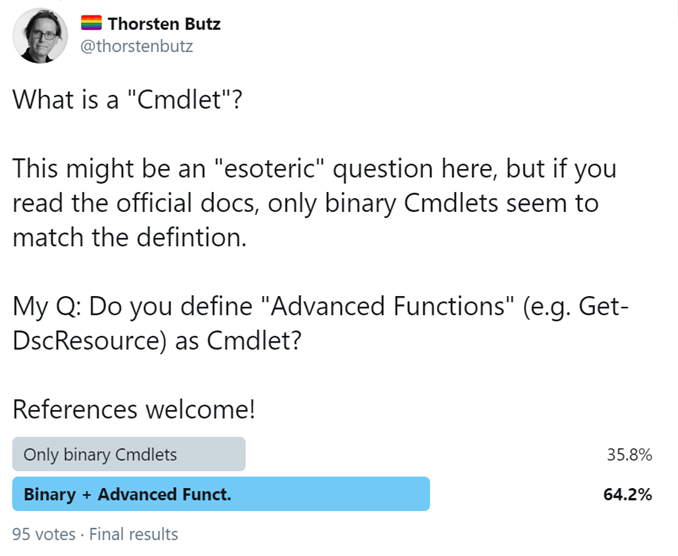 Thorsten Butz
@thorstenbutz
What is a "Cmdlet"?
This might be an "esoteric" question here, but if you
read the official docs, only binary Cmdlets seem to
match the defintion.
My Q: Do you define "Advanced Functions" (e.g. Get-
DscResource) as Cmdlet?
References welcome!
Only binary Cmdlets 35.8%
Binary + Advanced Funct. 64.2%
95 votes · Final results